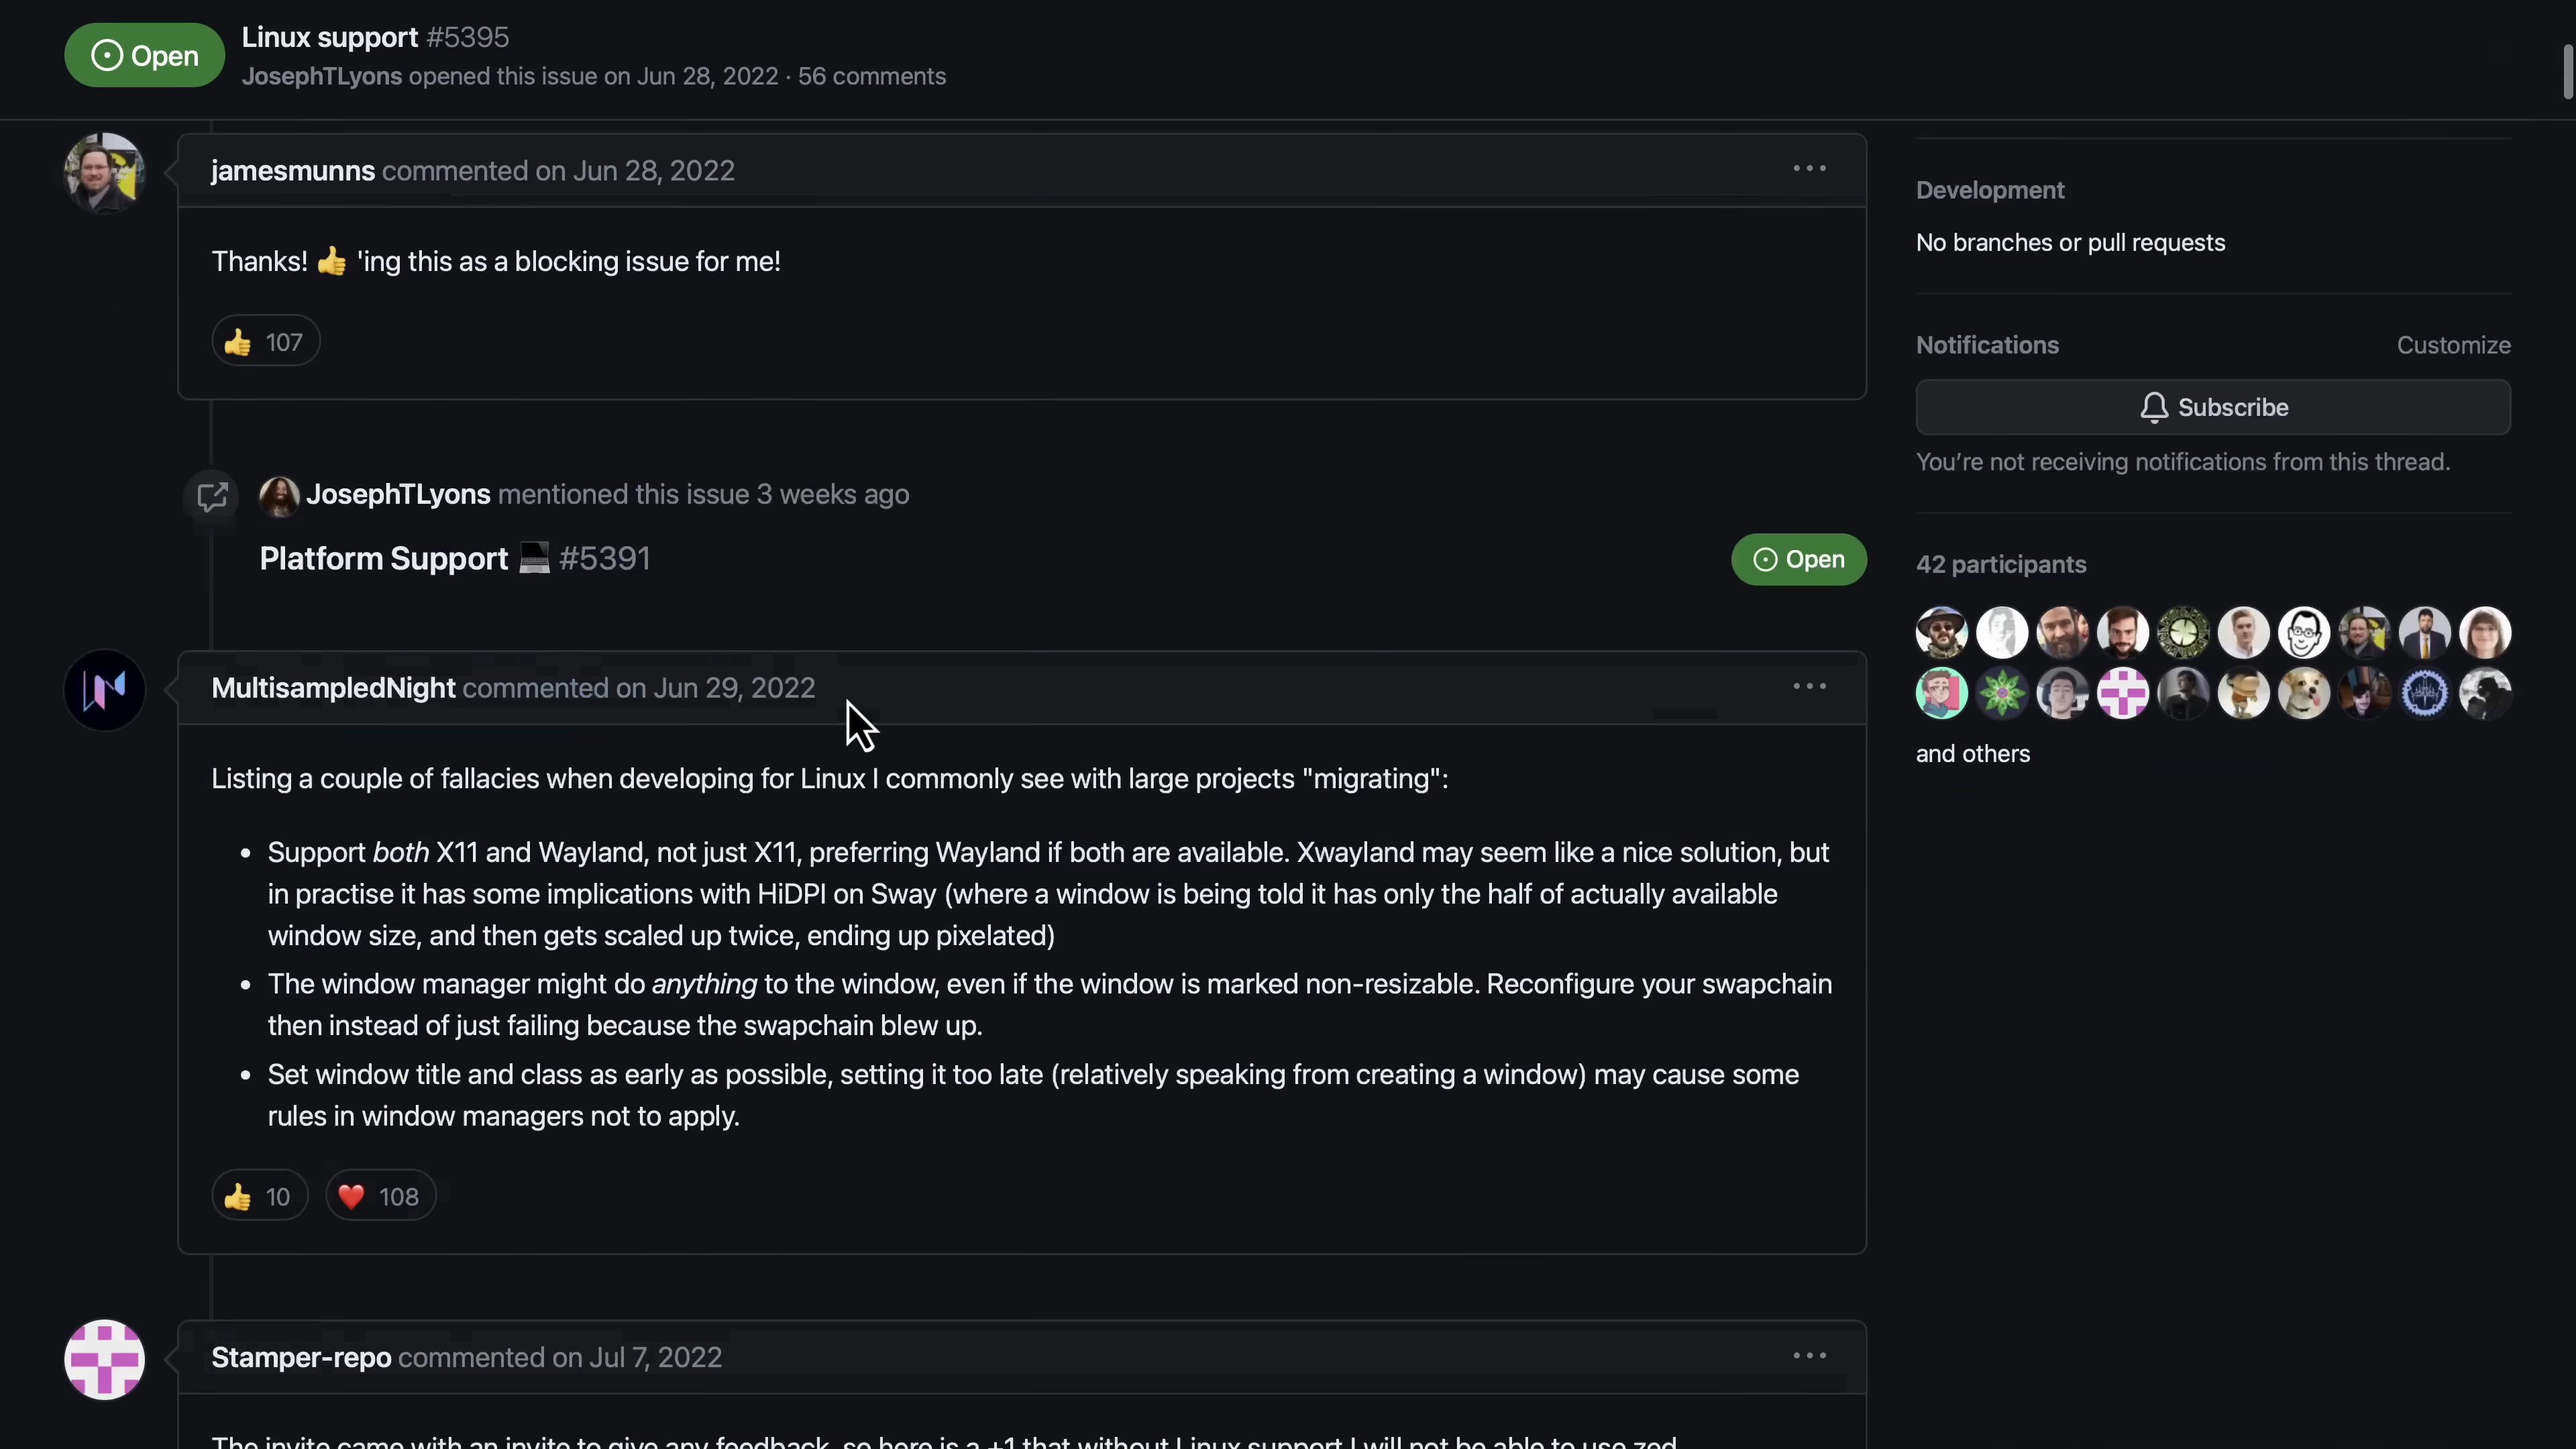 Open
Linux support #5395
JosephTLyons opened this issue on Jun 28, 2022 · 56 comments
jamesmunns commented on Jun 28, 2022
Thanks! 👍 'ing this as a blocking issue for me!
👍 107
JosephTLyons mentioned this issue 3 weeks ago
Platform Support 💻 #5391
Open
MultisampledNight commented on Jun 29, 2022
Listing a couple of fallacies when developing for Linux I commonly see with large projects "migrating":
• Support both X11 and Wayland, not just X11, preferring Wayland if both are available. Xwayland may seem like a nice solution, but
in practise it has some implications with HiDPI on Sway (where a window is being told it has only the half of actually available
window size, and then gets scaled up twice, ending up pixelated)
• The window manager might do anything to the window, even if the window is marked non-resizable. Reconfigure your swapchain
then instead of just failing because the swapchain blew up.
• Set window title and class as early as possible, setting it too late (relatively speaking from creating a window) may cause some
rules in window managers not to apply.
👍 10 ❤️ 108
Stamper-repo commented on Jul 7, 2022
The invite came with an invite to give any feedback, so here is a +1 that without Linux support I will not be able to use zed
Development
No branches or pull requests
Notifications
Customize
Subscribe
You're not receiving notifications from this thread.
42 participants
and others